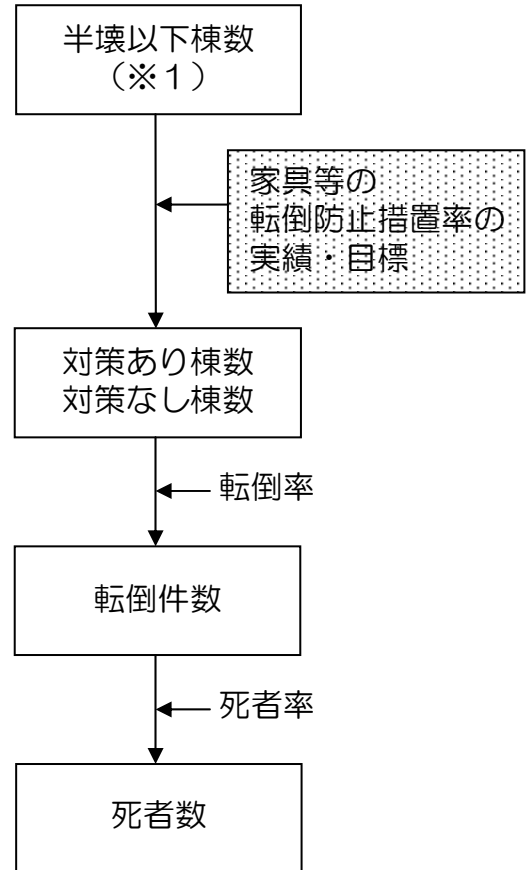 半壊以下棟数
（※１）
家具等の
転倒防止措置率の
実績・目標
対策あり棟数
対策なし棟数
転倒率
転倒件数
死者率
死者数